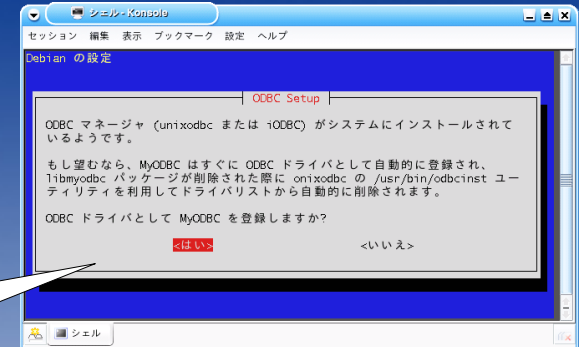 シェル - Konsole
セッション 編集 表示 ブックマーク 設定 ヘルプ
Debian の設定
ODBC Setup
ODBC マネージャ (unixodbc または iODBC) がシステムにインストールされて
いるようです。
もし望むなら、MyODBC はすぐに ODBC ドライバとして自動的に登録され、
libmyodbc パッケージが削除された際に onixodbc の /usr/bin/odbcinst ユー
ティリティを利用してドライバリストから自動的に削除されます。
ODBC ドライバとして MyODBC を登録しますか?
<はい> <いいえ>
シェル